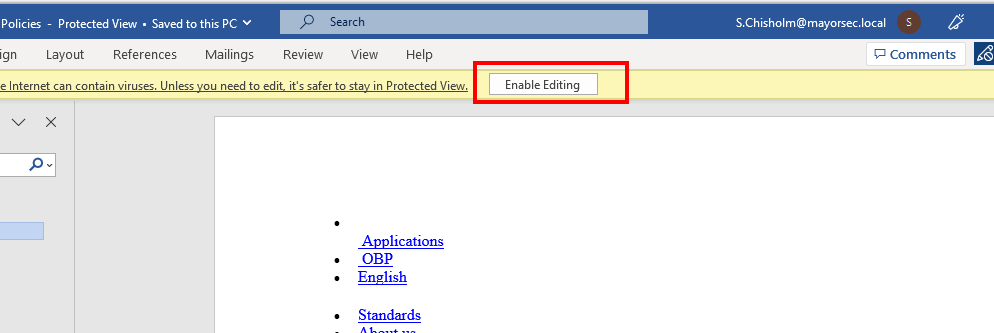 Policies - Protected View • Saved to this PC
Search
S.Chisholm@mayorsec.local
S
Layout
References
Mailings
Review
View
Help
Comments
Internet can contain viruses. Unless you need to edit, it's safer to stay in Protected View.
Enable Editing
Applications
OBP
English
Standards
About us